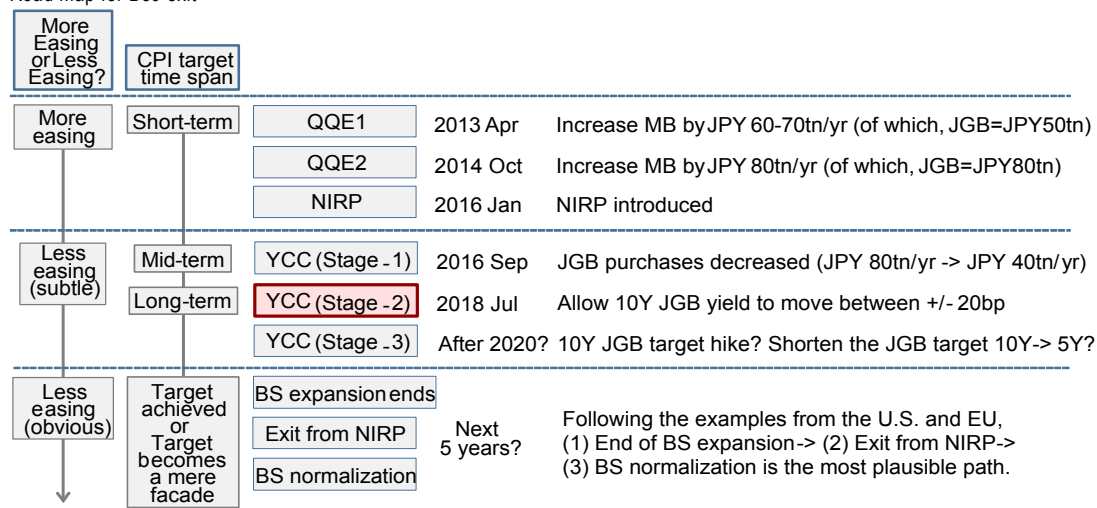 Road Map for BoJ exit
More
Easing
or Less
Easing?
CPI target
time span
More
easing
Short-term
QQE1
2013 Apr
Increase MB by JPY 60-70tn/yr (of which, JGB=JPY50tn)
QQE2
2014 Oct
Increase MB by JPY 80tn/yr (of which, JGB=JPY80tn)
NIRP
2016 Jan
NIRP introduced
Less
easing
(subtle)
Mid-term
YCC (Stage-1)
2016 Sep
JGB purchases decreased (JPY 80tn/yr -> JPY 40tn/yr)
Long-term
YCC (Stage-2)
2018 Jul
Allow 10Y JGB yield to move between +/- 20bp
YCC (Stage-3)
After 2020?
10Y JGB target hike? Shorten the JGB target 10Y-> 5Y?
Less
easing
(obvious)
Target
achieved
or
Target
becomes
a mere
facade
BS expansion ends
Exit from NIRP
BS normalization
Next
5 years?
Following the examples from the U.S. and EU,
(1) End of BS expansion-> (2) Exit from NIRP->
(3) BS normalization is the most plausible path.